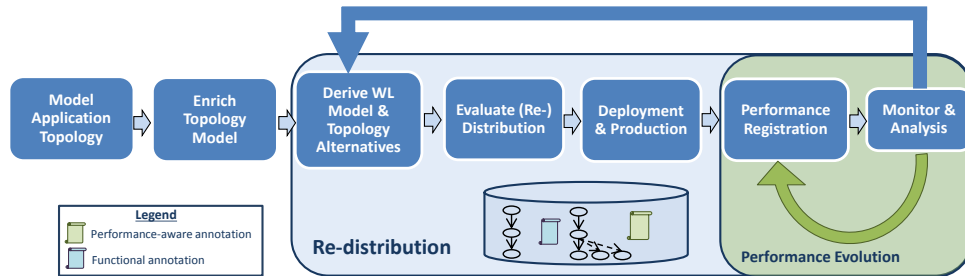 Model
Application
Topology
Enrich
Topology
Model
Derive WL
Model &
Topology
Alternatives
Evaluate (Re-)
Distribution
Deployment
& Production
Performance
Registration
Monitor &
Analysis
Legend
Performance-aware annotation
Functional annotation
Re-distribution
Performance Evolution